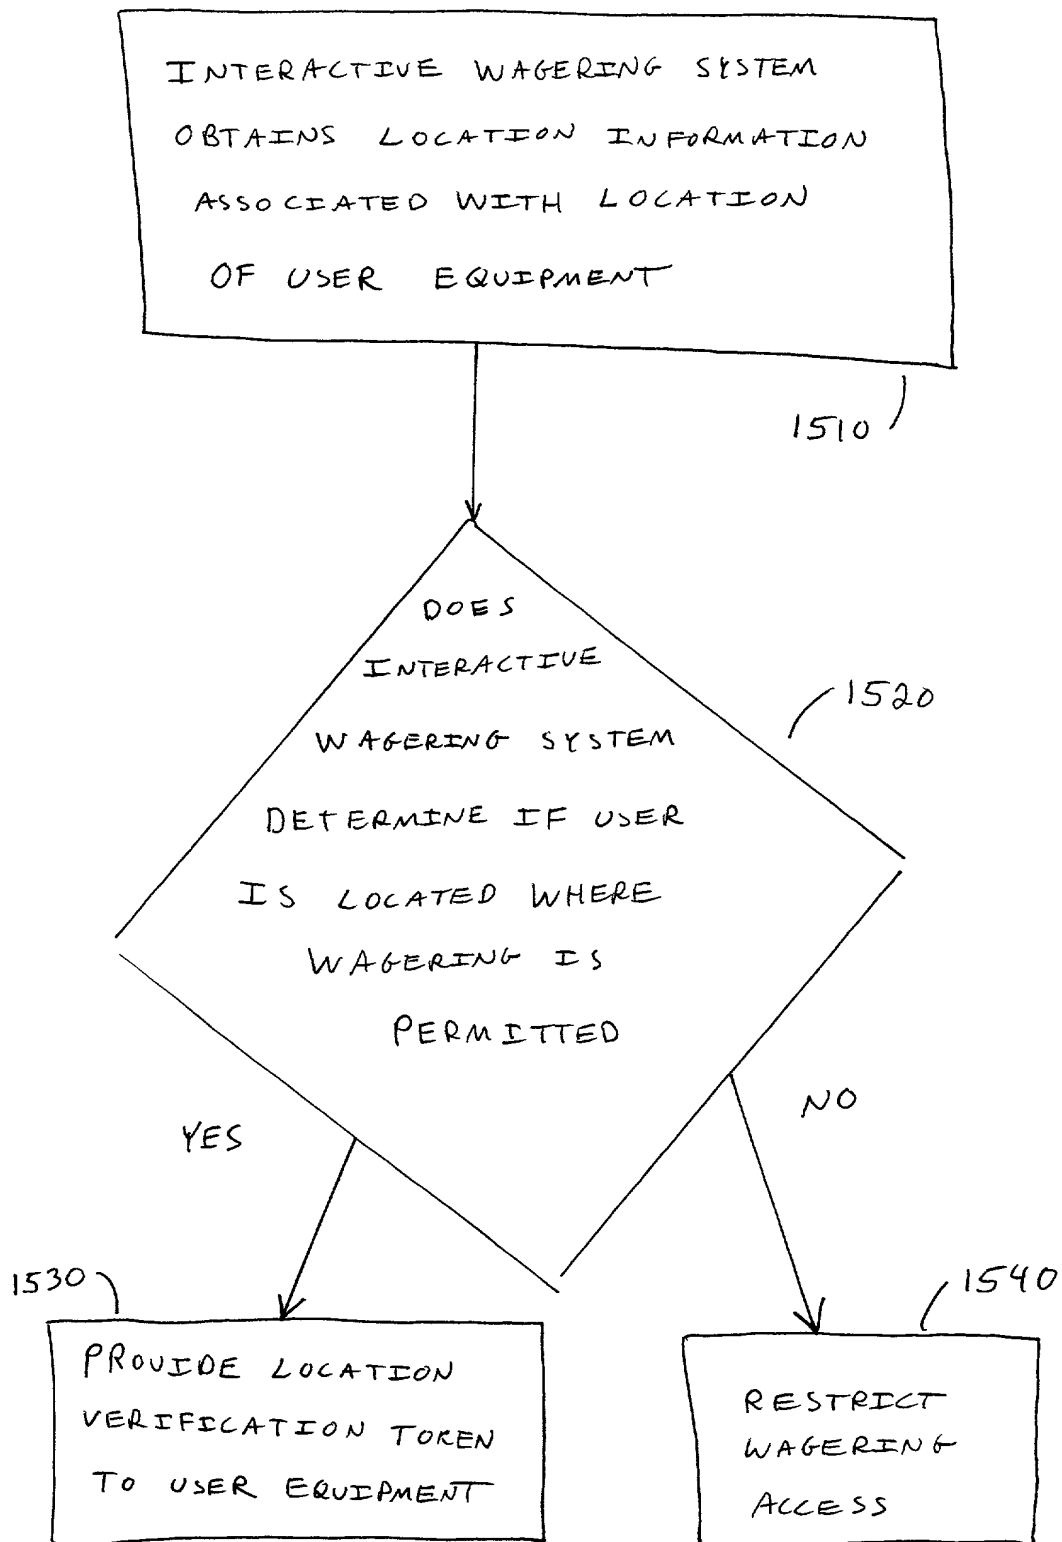 INTERACTIVE WAGERING SYSTEM
OBTAINS LOCATION INFORMATION
ASSOCIATED WITH LOCATION
OF USER EQUIPMENT
1510
DOES
INTERACTIVE
WAGERING SYSTEM
DETERMINE IF USER
IS LOCATED WHERE
WAGERING IS
PERMITTED
1520
YES
NO
1530
PROVIDE LOCATION
VERIFICATION TOKEN
TO USER EQUIPMENT
1540
RESTRICT
WAGERING
ACCESS